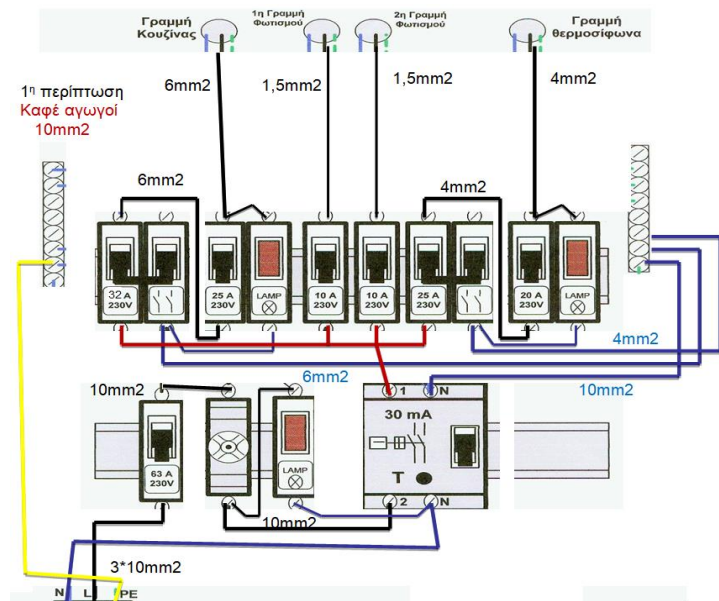 Γραμμή
Κουζίνας
1η Γραμμή
Φωτισμού
2η Γραμμή
Φωτισμού
Γραμμή
θερμοσίφωνα
6mm2
1,5mm2
1,5mm2
4mm2
1η περίπτωση
Καφέ αγωγοί
10mm2
6mm2
4mm2
32 A
230V
25 A
230V
LAMP
10 A
230V
10 A
230V
25 A
230V
20 A
230V
LAMP
4mm2
10mm2
6mm2
10mm2
1 N
30 mA
T
2 N
63 A
230V
LAMP
10mm2
3*10mm2
N L PE